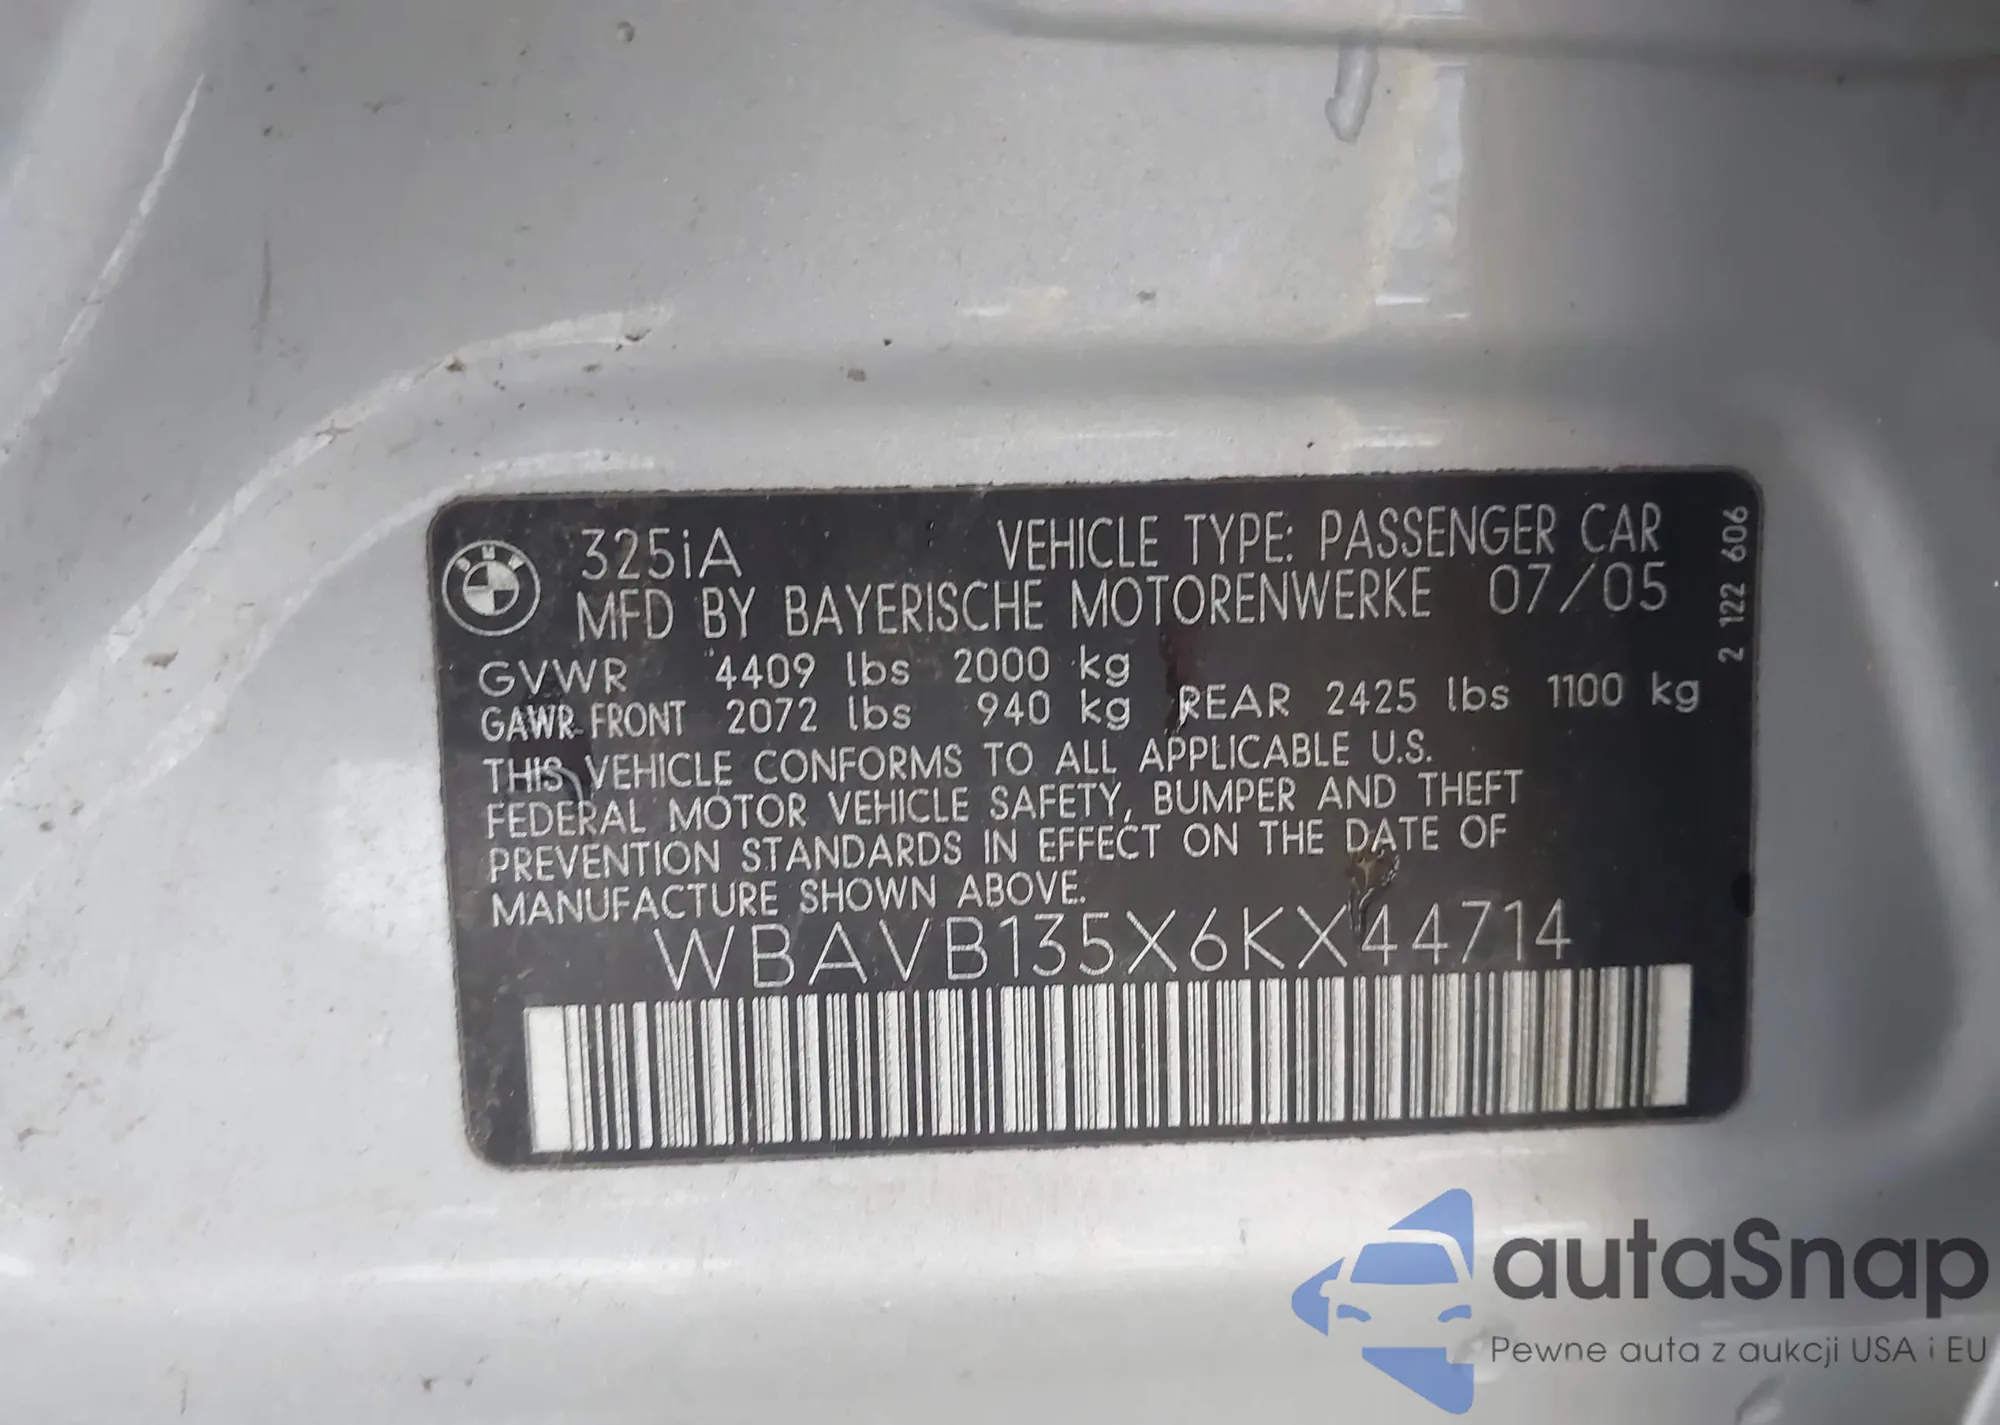 325iA VEHICLE TYPE: PASSENGER CAR
MFD BY BAYERISCHE MOTORENWERKE 07/05
GVWR 4409 lbs 2000 kg
GAWR FRONT 2072 lbs 940 kg REAR 2425 lbs 1100 kg
THIS VEHICLE CONFORMS TO ALL APPLICABLE U.S.
FEDERAL MOTOR VEHICLE SAFETY, BUMPER AND THEFT
PREVENTION STANDARDS IN EFFECT ON THE DATE OF
MANUFACTURE SHOWN ABOVE.
WBAVB135X6KX44714
2 122 606
BMW
autaSnap
Pewne auta z aukcji USA i EU